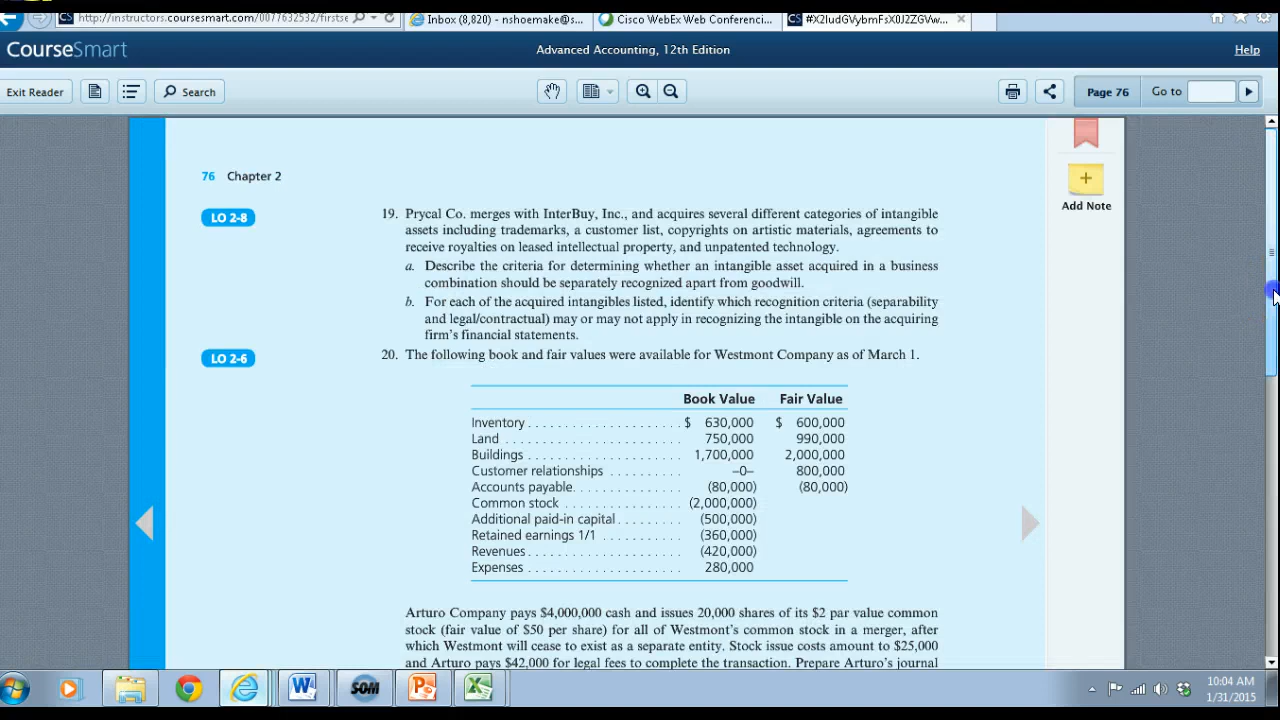 http://instructors.coursesmart.com/0077632532/firstse
Inbox (8,820) - nshoemake@s...
Cisco WebEx Web Conferenci...
CS #X2ludGVybmFsX0J2ZGVw...
CourseSmart
Advanced Accounting, 12th Edition
Help
Exit Reader
Search
Page 76
Go to
Add Note
76 Chapter 2
LO 2-8
19. Prycal Co. merges with InterBuy, Inc., and acquires several different categories of intangible
assets including trademarks, a customer list, copyrights on artistic materials, agreements to
receive royalties on leased intellectual property, and unpatented technology.
a. Describe the criteria for determining whether an intangible asset acquired in a business
combination should be separately recognized apart from goodwill.
b. For each of the acquired intangibles listed, identify which recognition criteria (separability
and legal/contractual) may or may not apply in recognizing the intangible on the acquiring
firm's financial statements.
LO 2-6
20. The following book and fair values were available for Westmont Company as of March 1.
Book Value Fair Value
Inventory . . . . . . . . . . . . . . . . . . . . $ 630,000 $ 600,000
Land . . . . . . . . . . . . . . . . . . . . . . . 750,000 990,000
Buildings . . . . . . . . . . . . . . . . . . . . 1,700,000 2,000,000
Customer relationships . . . . . . . . . . –0– 800,000
Accounts payable. . . . . . . . . . . . . . (80,000) (80,000)
Common stock . . . . . . . . . . . . . . . . (2,000,000)
Additional paid-in capital . . . . . . . . . (500,000)
Retained earnings 1/1 . . . . . . . . . . . (360,000)
Revenues . . . . . . . . . . . . . . . . . . . . (420,000)
Expenses . . . . . . . . . . . . . . . . . . . . 280,000
Arturo Company pays $4,000,000 cash and issues 20,000 shares of its $2 par value common
stock (fair value of $50 per share) for all of Westmont's common stock in a merger, after
which Westmont will cease to exist as a separate entity. Stock issue costs amount to $25,000
and Arturo pays $42,000 for legal fees to complete the transaction. Prepare Arturo's journal
SOM
10:04 AM
1/31/2015